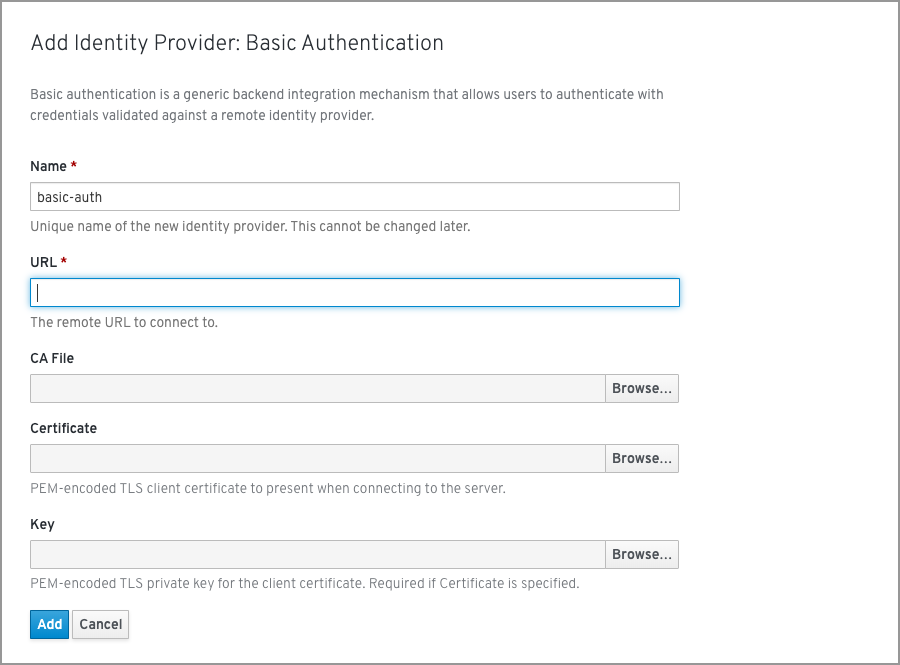 Add Identity Provider: Basic Authentication
Basic authentication is a generic backend integration mechanism that allows users to authenticate with
credentials validated against a remote identity provider.
Name *
basic-auth
Unique name of the new identity provider. This cannot be changed later.
URL *
The remote URL to connect to.
CA File
Browse...
Certificate
Browse...
PEM-encoded TLS client certificate to present when connecting to the server.
Key
Browse...
PEM-encoded TLS private key for the client certificate. Required if Certificate is specified.
Add Cancel